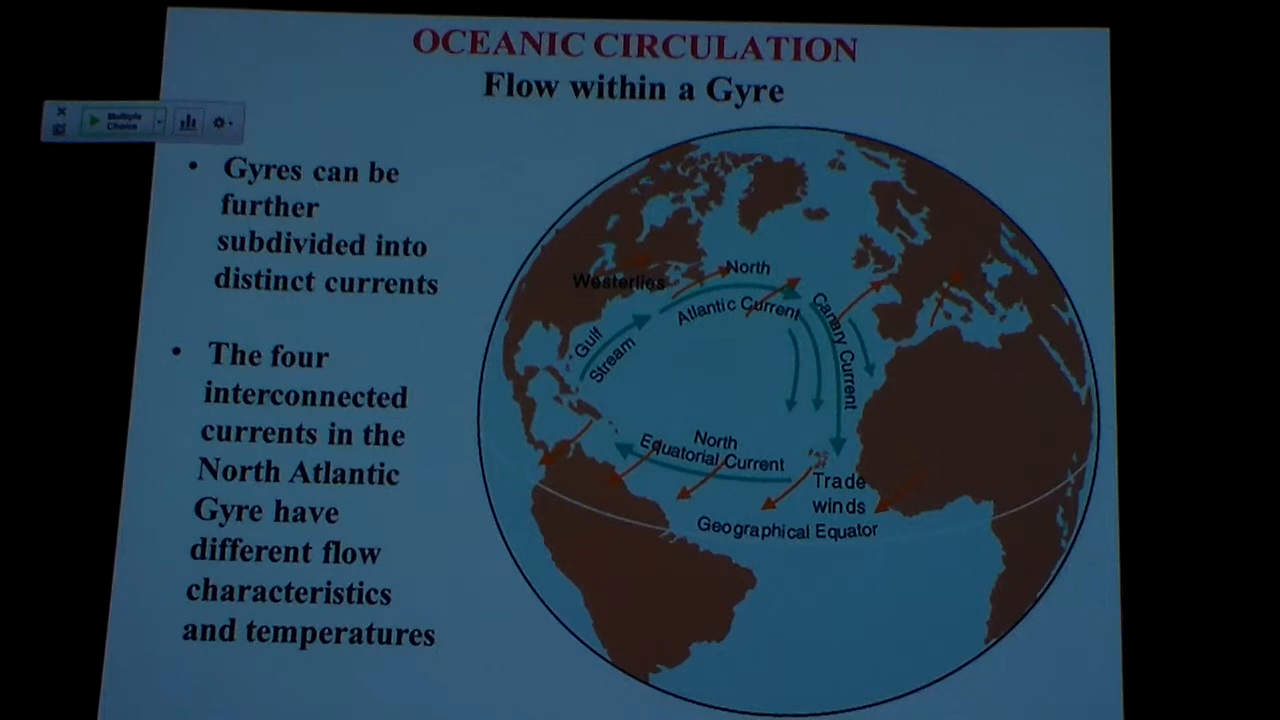 OCEANIC CIRCULATION
Flow within a Gyre
Multiple
Choice
• Gyres can be
further
subdivided into
distinct currents
• The four
interconnected
currents in the
North Atlantic
Gyre have
different flow
characteristics
and temperatures
Westerlies
North
Atlantic Current
Gulf
Stream
Canary Current
North
Equatorial Current
Trade
winds
Geographical Equator